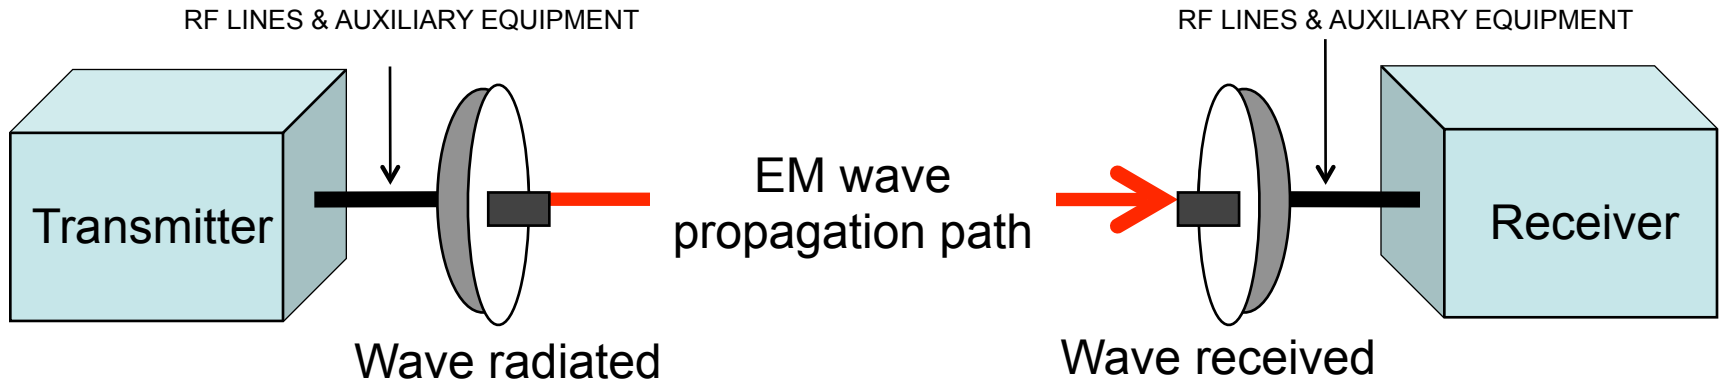 RF LINES & AUXILIARY EQUIPMENT
RF LINES & AUXILIARY EQUIPMENT
Transmitter
EM wave
propagation path
Receiver
Wave radiated
Wave received